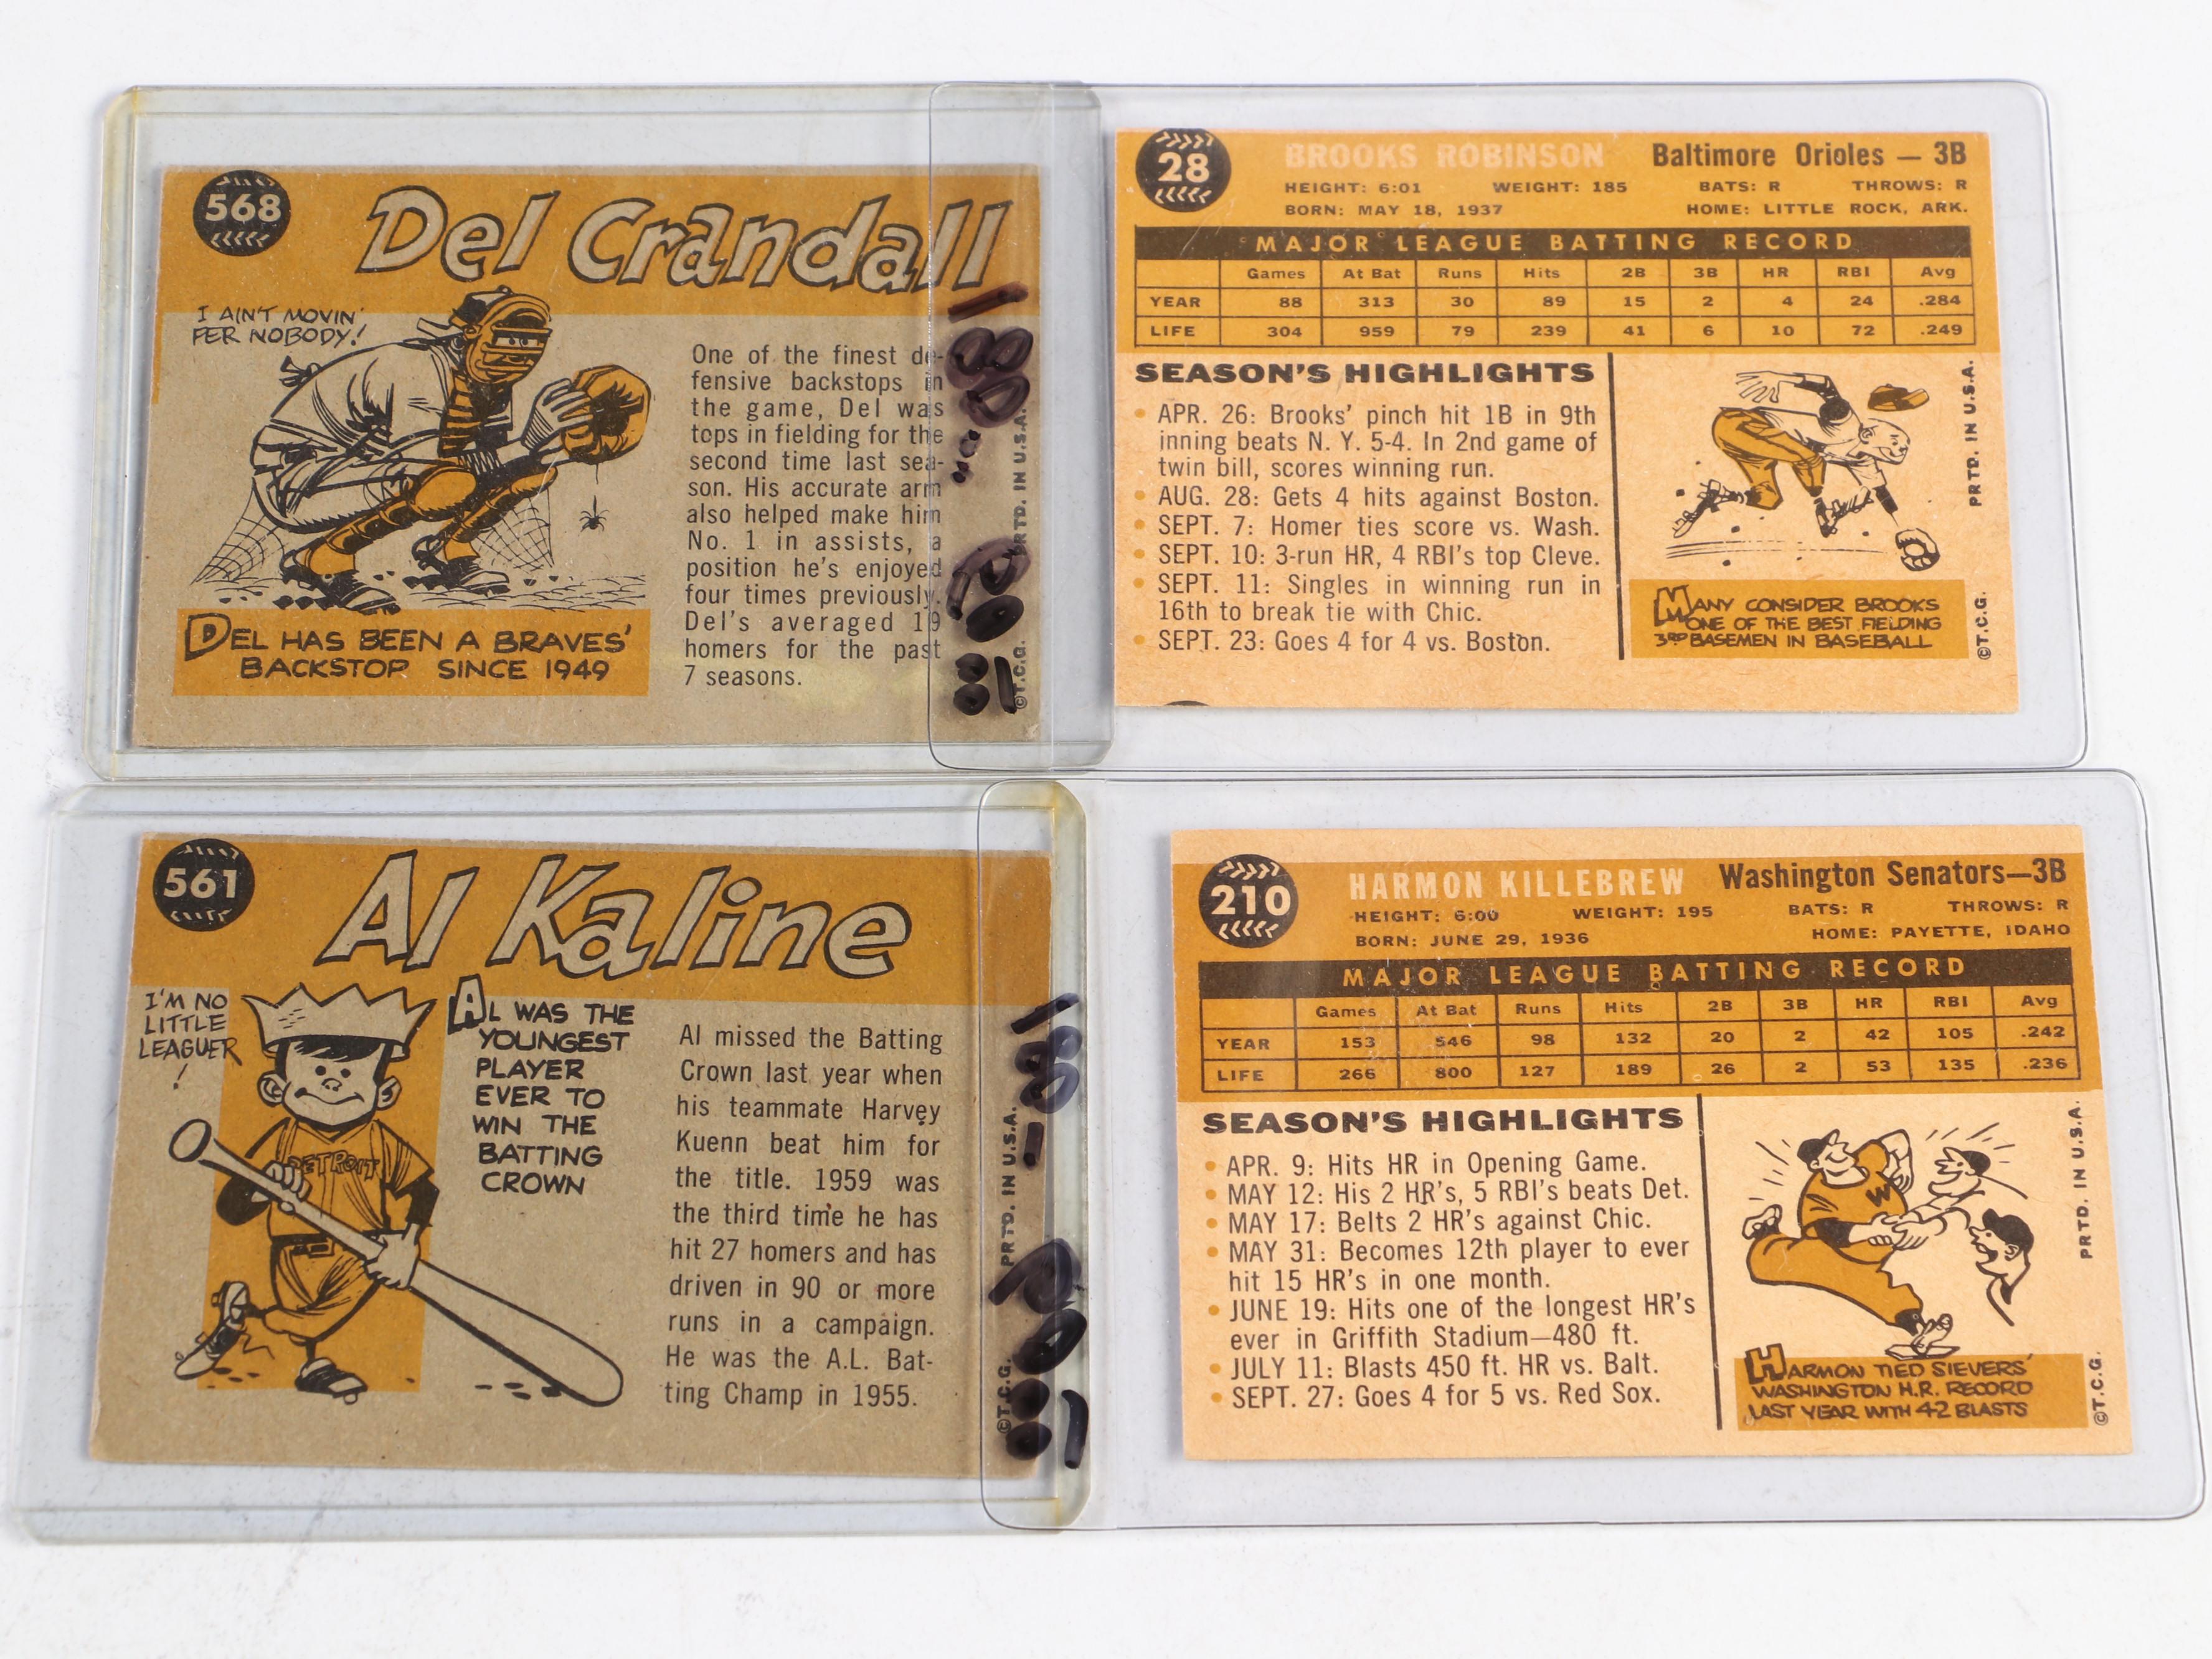 568
Del Crandall
I AIN'T MOVIN'
FER NOBODY!
One of the finest de-
fensive backstops in
the game, Del was
tops in fielding for the
second time last sea-
son. His accurate arm
also helped make him
No. 1 in assists, a
position he's enjoyed
four times previously.
Del's averaged 19
homers for the past
7 seasons.
DEL HAS BEEN A BRAVES'
BACKSTOP SINCE 1949
©T.C.G. PRTD. IN U.S.A.
28
BROOKS ROBINSON Baltimore Orioles — 3B
HEIGHT: 6:01 WEIGHT: 185 BATS: R THROWS: R
BORN: MAY 18, 1937 HOME: LITTLE ROCK, ARK.
MAJOR LEAGUE BATTING RECORD
Games At Bat Runs Hits 2B 3B HR RBI Avg
YEAR 88 313 30 89 15 2 4 24 .284
LIFE 304 959 79 239 41 6 10 72 .249
SEASON'S HIGHLIGHTS
• APR. 26: Brooks' pinch hit 1B in 9th
inning beats N. Y. 5-4. In 2nd game of
twin bill, scores winning run.
• AUG. 28: Gets 4 hits against Boston.
• SEPT. 7: Homer ties score vs. Wash.
• SEPT. 10: 3-run HR, 4 RBI's top Cleve.
• SEPT. 11: Singles in winning run in
16th to break tie with Chic.
• SEPT. 23: Goes 4 for 4 vs. Boston.
MANY CONSIDER BROOKS
ONE OF THE BEST FIELDING
3RD BASEMEN IN BASEBALL
©T.C.G. PRTD. IN U.S.A.
561
Al Kaline
I'M NO
LITTLE
LEAGUER
!
DETROIT
AL WAS THE
YOUNGEST
PLAYER
EVER TO
WIN THE
BATTING
CROWN
Al missed the Batting
Crown last year when
his teammate Harvey
Kuenn beat him for
the title. 1959 was
the third time he has
hit 27 homers and has
driven in 90 or more
runs in a campaign.
He was the A.L. Bat-
ting Champ in 1955.
©T.C.G. PRTD. IN U.S.A.
210
HARMON KILLEBREW Washington Senators—3B
HEIGHT: 6:00 WEIGHT: 195 BATS: R THROWS: R
BORN: JUNE 29, 1936 HOME: PAYETTE, IDAHO
MAJOR LEAGUE BATTING RECORD
Games At Bat Runs Hits 2B 3B HR RBI Avg
YEAR 153 546 98 132 20 2 42 105 .242
LIFE 266 800 127 189 26 2 53 135 .236
SEASON'S HIGHLIGHTS
• APR. 9: Hits HR in Opening Game.
• MAY 12: His 2 HR's, 5 RBI's beats Det.
• MAY 17: Belts 2 HR's against Chic.
• MAY 31: Becomes 12th player to ever
hit 15 HR's in one month.
• JUNE 19: Hits one of the longest HR's
ever in Griffith Stadium—480 ft.
• JULY 11: Blasts 450 ft. HR vs. Balt.
• SEPT. 27: Goes 4 for 5 vs. Red Sox.
W
HARMON TIED SIEVERS'
WASHINGTON H.R. RECORD
LAST YEAR WITH 42 BLASTS
©T.C.G. PRTD. IN U.S.A.